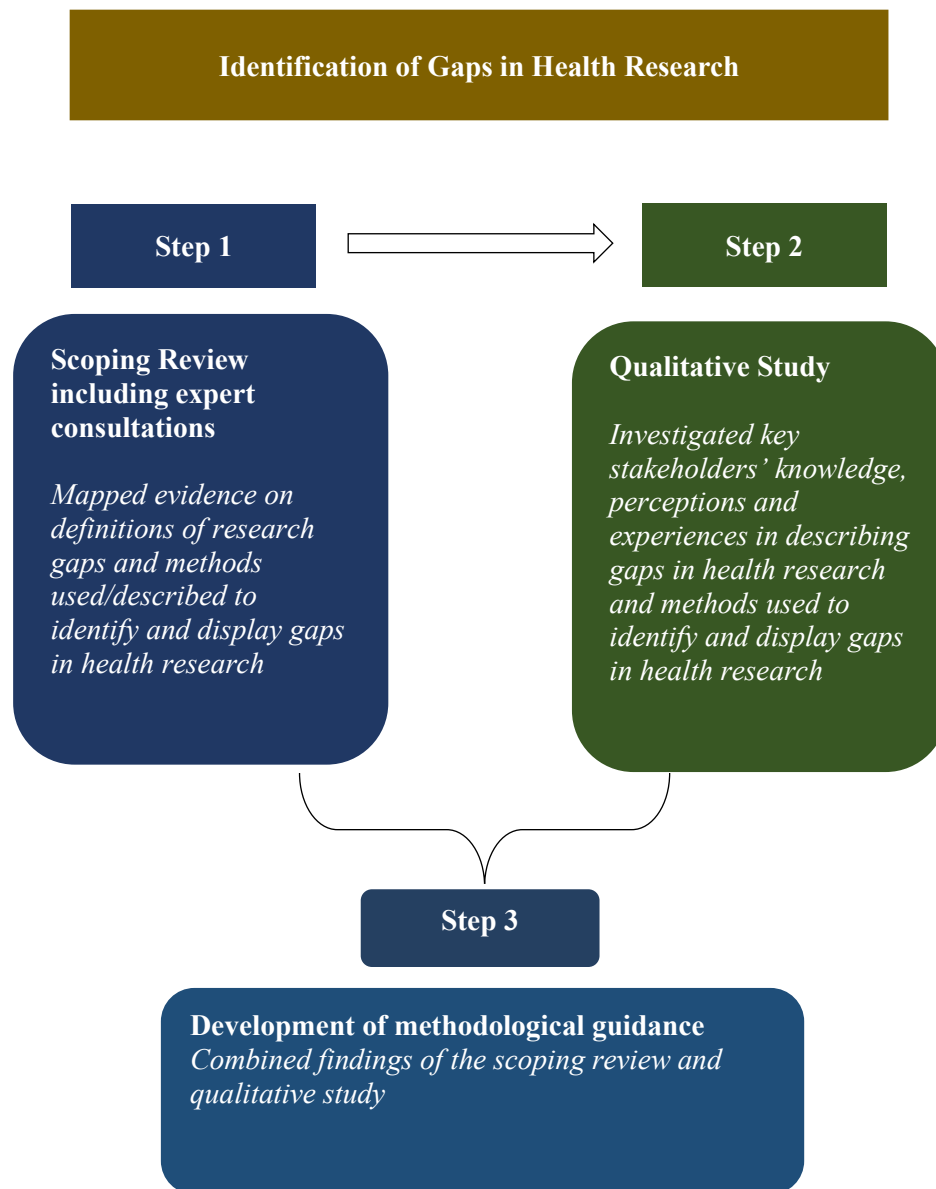 Identification of Gaps in Health Research
Step 1
Step 2
Scoping Review
including expert
consultations
Mapped evidence on
definitions of research
gaps and methods
used/described to
identify and display gaps
in health research
Qualitative Study
Investigated key
stakeholders’ knowledge,
perceptions and
experiences in describing
gaps in health research
and methods used to
identify and display gaps
in health research
Step 3
Development of methodological guidance
Combined findings of the scoping review and
qualitative study